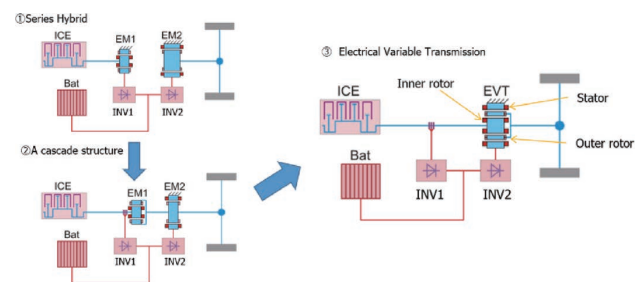 ①Series Hybrid
ICE
EM1
EM2
Bat
INV1
INV2
②A cascade structure
ICE
EM1
EM2
Bat
INV1
INV2
③ Electrical Variable Transmission
ICE
Inner rotor
EVT
Stator
Outer rotor
Bat
INV1
INV2